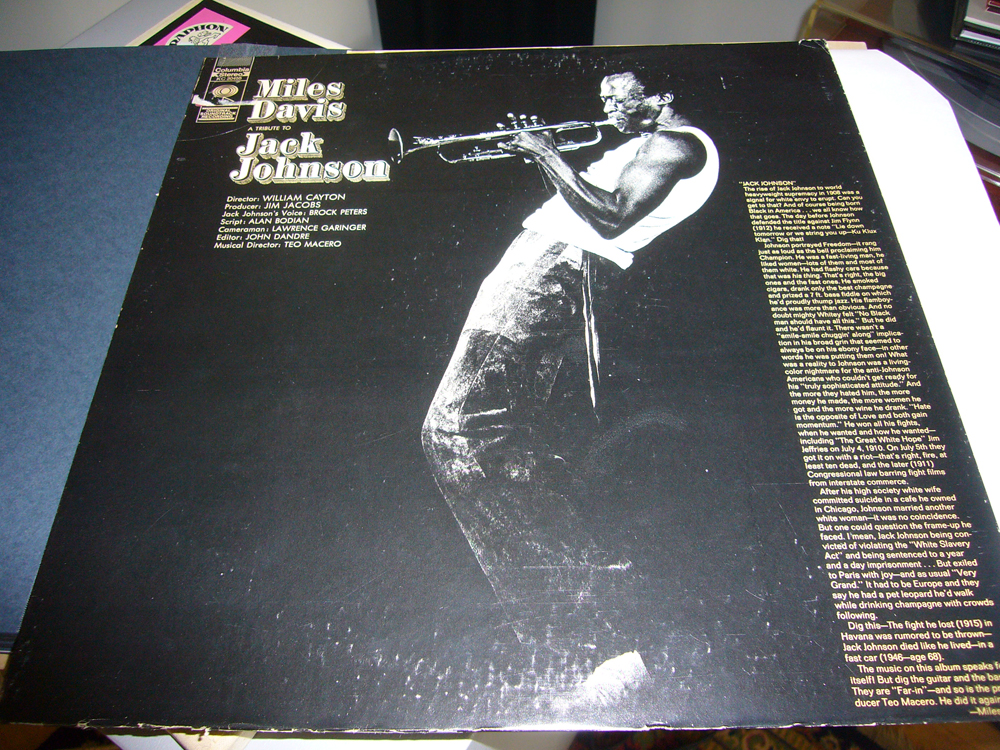 RAPHON
Columbia
Stereo
KC 30455
ORIGINAL
SOUNDTRACK
RECORDING
Miles
Davis
A TRIBUTE TO
Jack
Johnson
Director: WILLIAM CAYTON
Producer: JIM JACOBS
Jack Johnson's Voice: BROCK PETERS
Script: ALAN BODIAN
Cameraman: LAWRENCE GARINGER
Editor: JOHN DANDRE
Musical Director: TEO MACERO
"JACK JOHNSON"
The rise of Jack Johnson to world
heavyweight supremacy in 1908 was a
signal for white envy to erupt. Can you
get to that? And of course being born
Black in America . . . we all know how
that goes. The day before Johnson
defended the title against Jim Flynn
(1912) he received a note "Lie down
tomorrow or we string you up—Ku Klux
Klan." Dig that!
Johnson portrayed Freedom—it rang
just as loud as the bell proclaiming him
Champion. He was a fast-living man, he
liked women—lots of them and most of
them white. He had flashy cars because
that was his thing. That's right, the big
ones and the fast ones. He smoked
cigars, drank only the best champagne
and prized a 7 ft. bass fiddle on which
he'd proudly thump jazz. His flamboy-
ance was more than obvious. And no
doubt mighty Whitey felt "No Black
man should have all this." But he did
and he'd flaunt it. There wasn't a
"smile-smile chuggin' along" implica-
tion in his broad grin that seemed to
always be on his ebony face—in other
words he was putting them on! What
was a reality to Johnson was a living-
color nightmare for the anti-Johnson
Americans who couldn't get ready for
his "truly sophisticated attitude." And
the more they hated him, the more
money he made, the more women he
got and the more wine he drank. "Hate
is the opposite of Love and both gain
momentum." He won all his fights,
when he wanted and how he wanted—
including "The Great White Hope" Jim
Jeffries on July 4, 1910. On July 5th they
got it on with a riot—that's right, fire, at
least ten dead, and the later (1911)
Congressional law barring fight films
from interstate commerce.
After his high society white wife
committed suicide in a cafe he owned
in Chicago, Johnson married another
white woman—it was no coincidence.
But one could question the frame-up he
faced. I mean, Jack Johnson being con-
victed of violating the "White Slavery
Act" and being sentenced to a year
and a day imprisonment . . . But exiled
to Paris with joy—and as usual "Very
Grand." It had to be Europe and they
say he had a pet leopard he'd walk
while drinking champagne with crowds
following.
Dig this—The fight he lost (1915) in
Havana was rumored to be thrown—
Jack Johnson died like he lived—in a
fast car (1946—age 68).
The music on this album speaks f
itself! But dig the guitar and the ba
They are "Far-in"—and so is the p
ducer Teo Macero. He did it again
—Miles